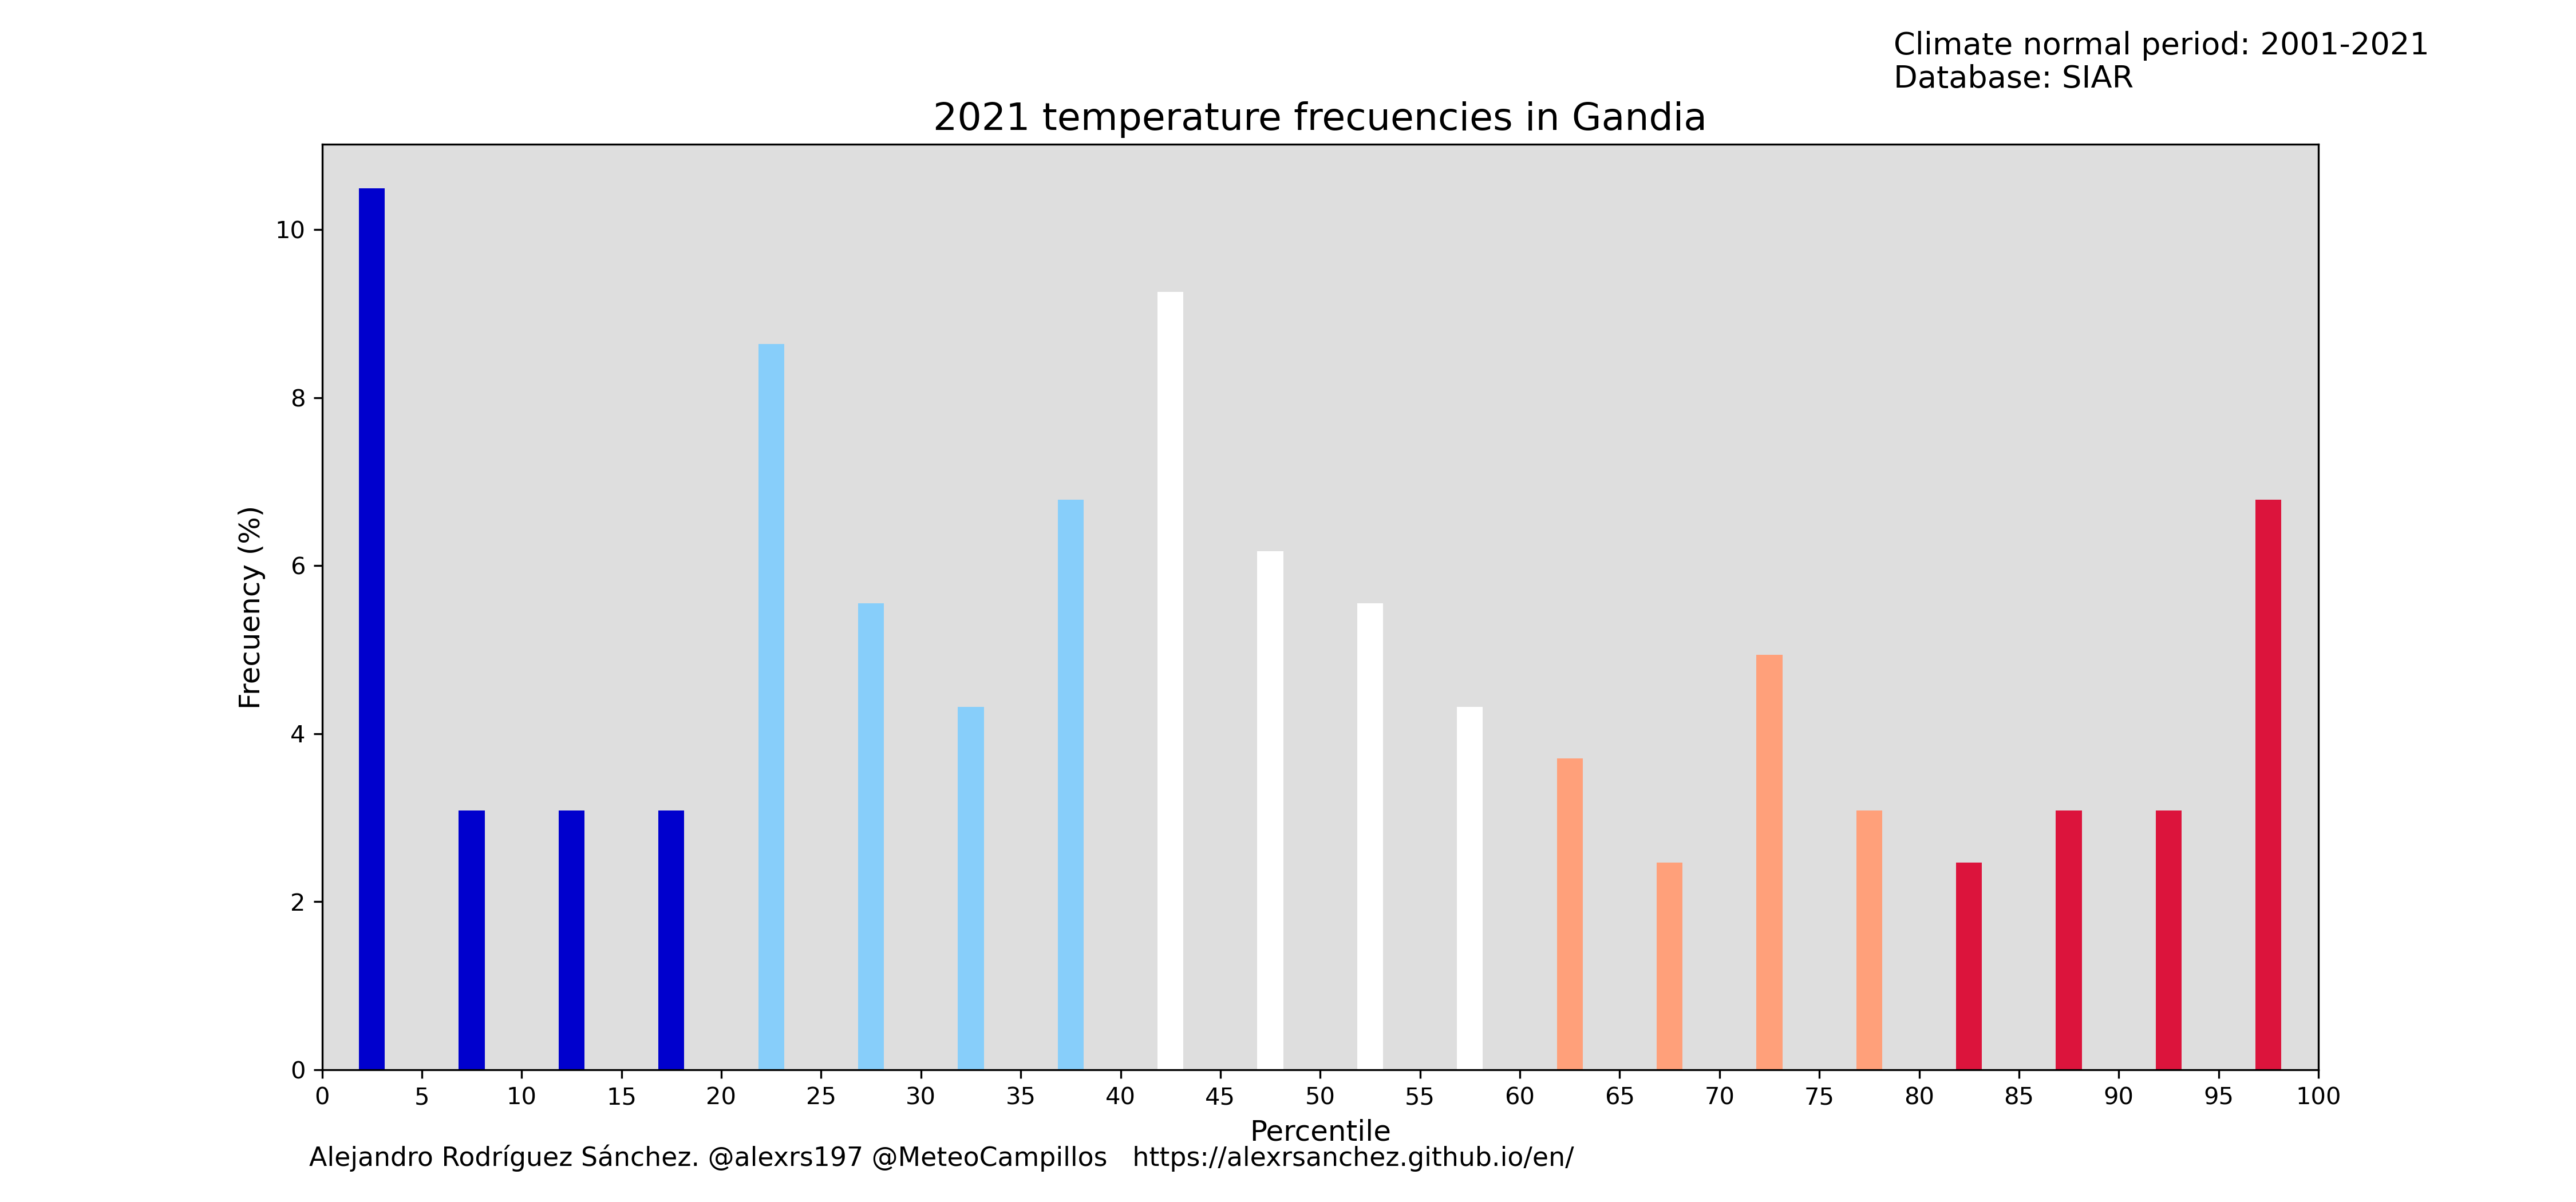 Climate normal period: 2001-2021
Database: SIAR
2021 temperature frecuencies in Gandia
10
8
6
4
2
0
Frecuency (%)
0 5 10 15 20 25 30 35 40 45 50 55 60 65 70 75 80 85 90 95 100
Percentile
Alejandro Rodríguez Sánchez. @alexrs197 @MeteoCampillos https://alexrsanchez.github.io/en/